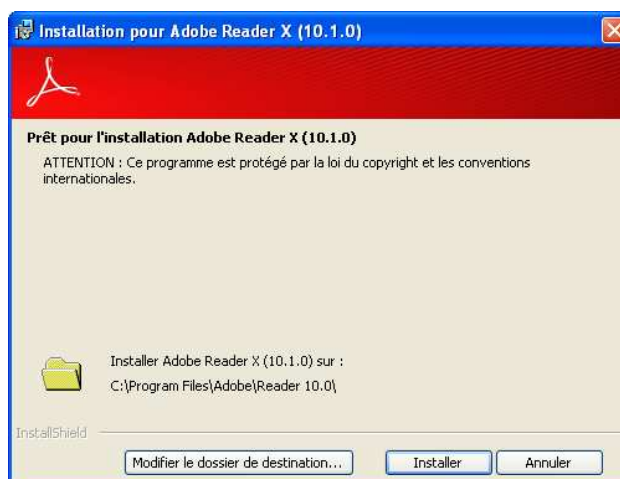 Installation pour Adobe Reader X (10.1.0)
Prêt pour l'installation Adobe Reader X (10.1.0)
ATTENTION : Ce programme est protégé par la loi du copyright et les conventions
internationales.
Installer Adobe Reader X (10.1.0) sur :
C:\Program Files\Adobe\Reader 10.0\
InstallShield
Modifier le dossier de destination...
Installer
Annuler